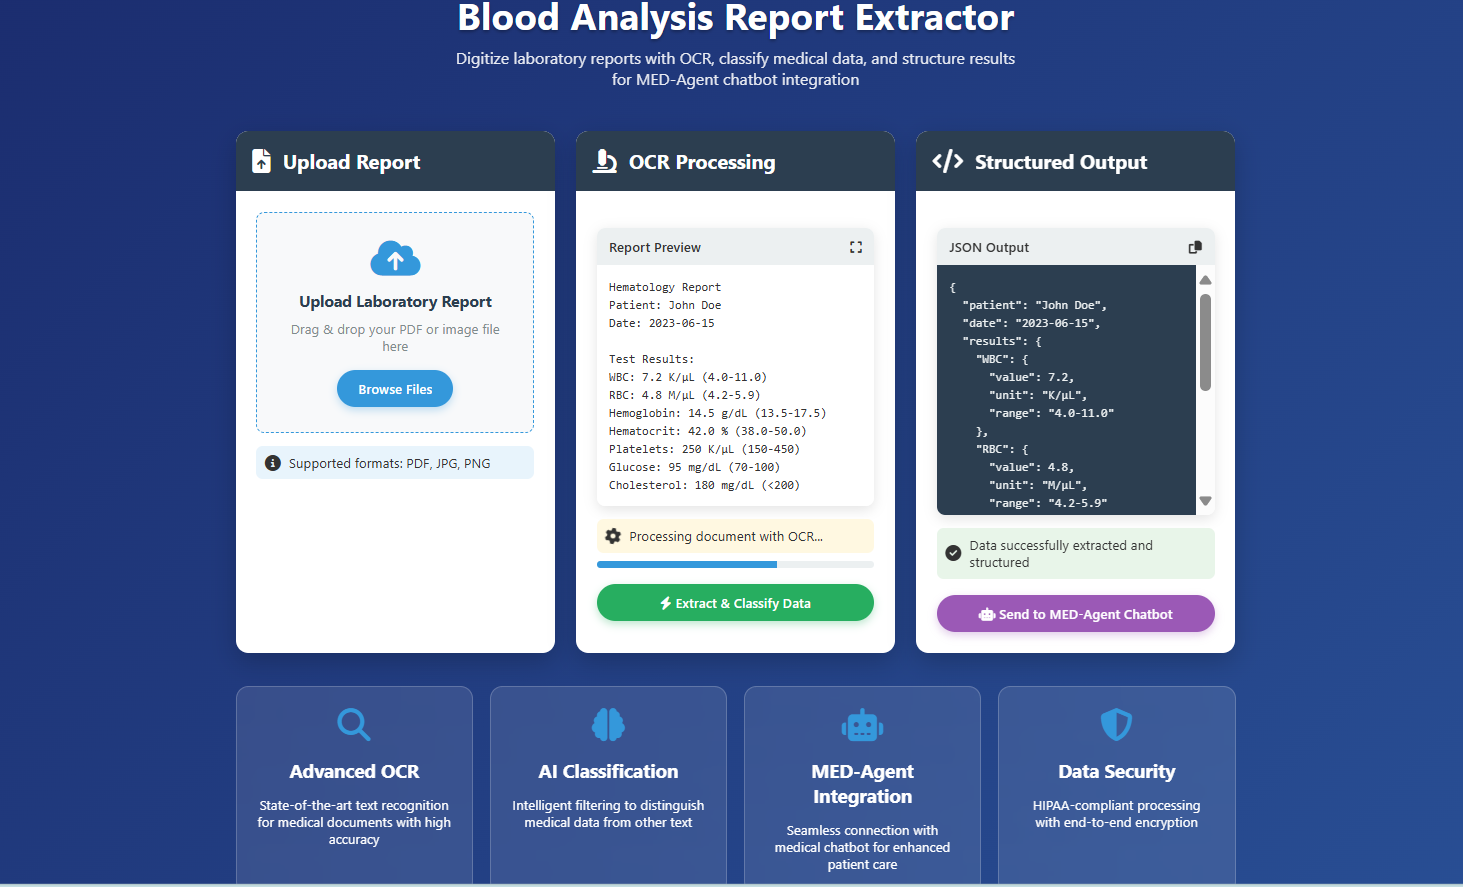 Blood Analysis Report Extractor
Digitize laboratory reports with OCR, classify medical data, and structure results
for MED-Agent chatbot integration
Upload Report
Upload Laboratory Report
Drag & drop your PDF or image file
here
Browse Files
Supported formats: PDF, JPG, PNG
OCR Processing
Report Preview
Hematology Report
Patient: John Doe
Date: 2023-06-15
Test Results:
WBC: 7.2 K/μL (4.0-11.0)
RBC: 4.8 M/μL (4.2-5.9)
Hemoglobin: 14.5 g/dL (13.5-17.5)
Hematocrit: 42.0 % (38.0-50.0)
Platelets: 250 K/μL (150-450)
Glucose: 95 mg/dL (70-100)
Cholesterol: 180 mg/dL (<200)
Processing document with OCR...
Extract & Classify Data
Structured Output
JSON Output
{
"patient": "John Doe",
"date": "2023-06-15",
"results": {
"WBC": {
"value": 7.2,
"unit": "K/μL",
"range": "4.0-11.0"
},
"RBC": {
"value": 4.8,
"unit": "M/μL",
"range": "4.2-5.9"
Data successfully extracted and
structured
Send to MED-Agent Chatbot
Advanced OCR
State-of-the-art text recognition
for medical documents with high
accuracy
AI Classification
Intelligent filtering to distinguish
medical data from other text
MED-Agent
Integration
Seamless connection with
medical chatbot for enhanced
patient care
Data Security
HIPAA-compliant processing
with end-to-end encryption